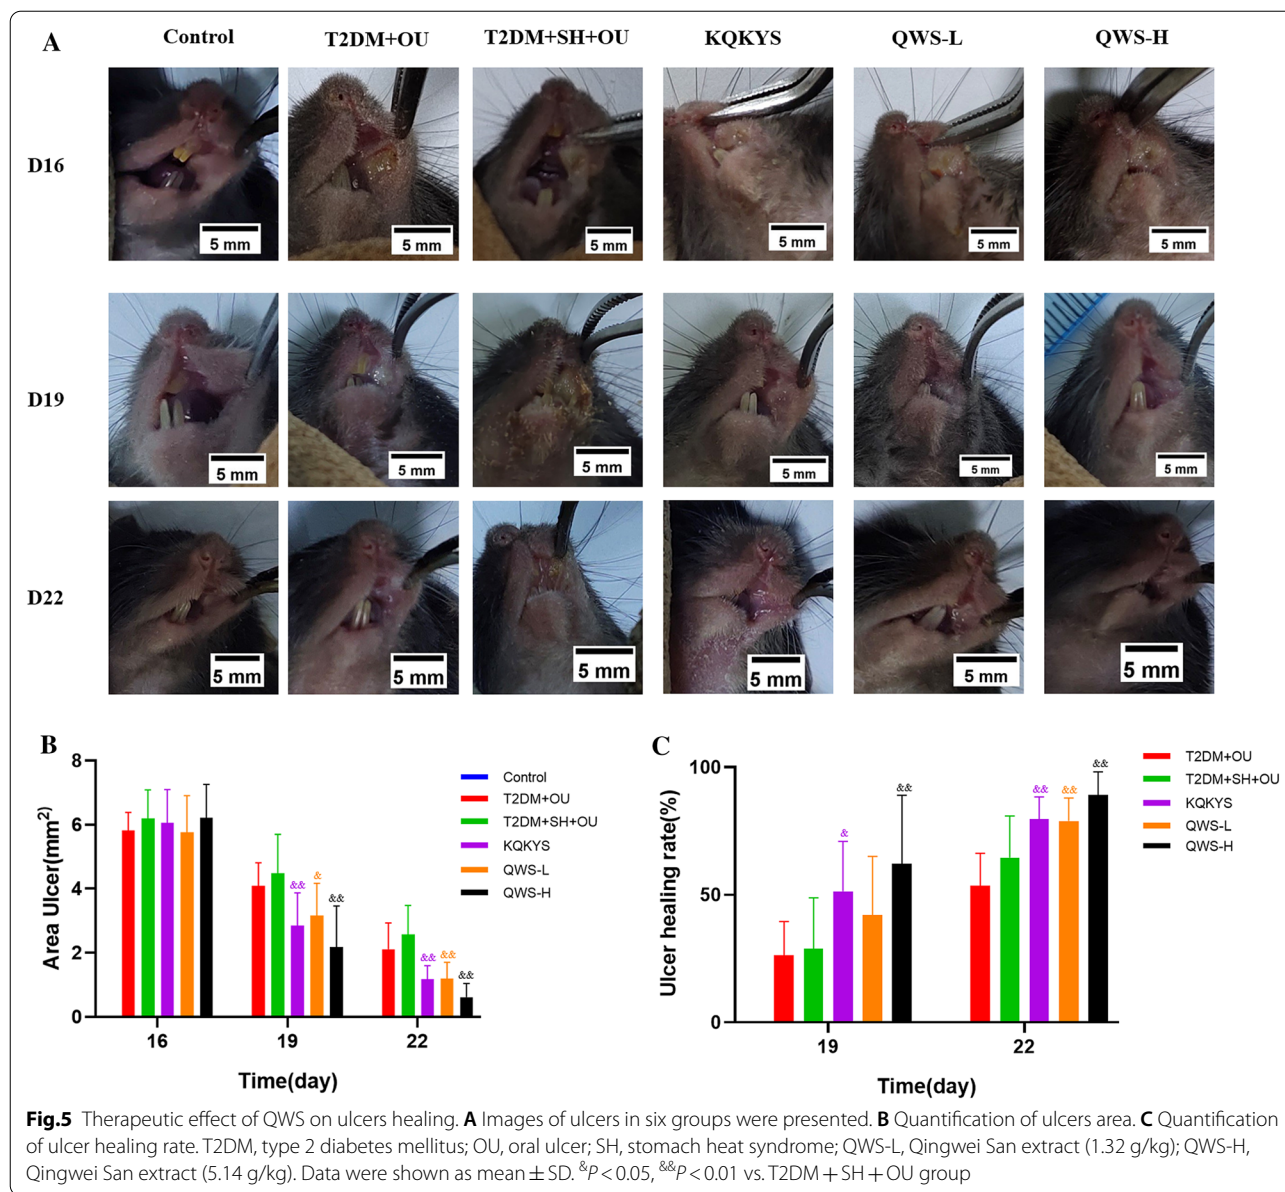 A
Control T2DM+OU T2DM+SH+OU KQKYS QWS-L QWS-H
D16
5 mm 5 mm 5 mm 5 mm 5 mm 5 mm
D19
5 mm 5 mm 5 mm 5 mm 5 mm 5 mm
D22
5 mm 5 mm 5 mm 5 mm 5 mm 5 mm
B
Area Ulcer(mm²)
8
6
4
2
0
&& & &&
&& && &&
16 19 22
Time(day)
Control
T2DM+OU
T2DM+SH+OU
KQKYS
QWS-L
QWS-H
C
Ulcer healing rate(%)
100
50
0
& &&
&& && &&
19 22
Time(day)
T2DM+OU
T2DM+SH+OU
KQKYS
QWS-L
QWS-H
Fig.5 Therapeutic effect of QWS on ulcers healing. A Images of ulcers in six groups were presented. B Quantification of ulcers area. C Quantification
of ulcer healing rate. T2DM, type 2 diabetes mellitus; OU, oral ulcer; SH, stomach heat syndrome; QWS-L, Qingwei San extract (1.32 g/kg); QWS-H,
Qingwei San extract (5.14 g/kg). Data were shown as mean ± SD. &P < 0.05, &&P < 0.01 vs. T2DM + SH + OU group